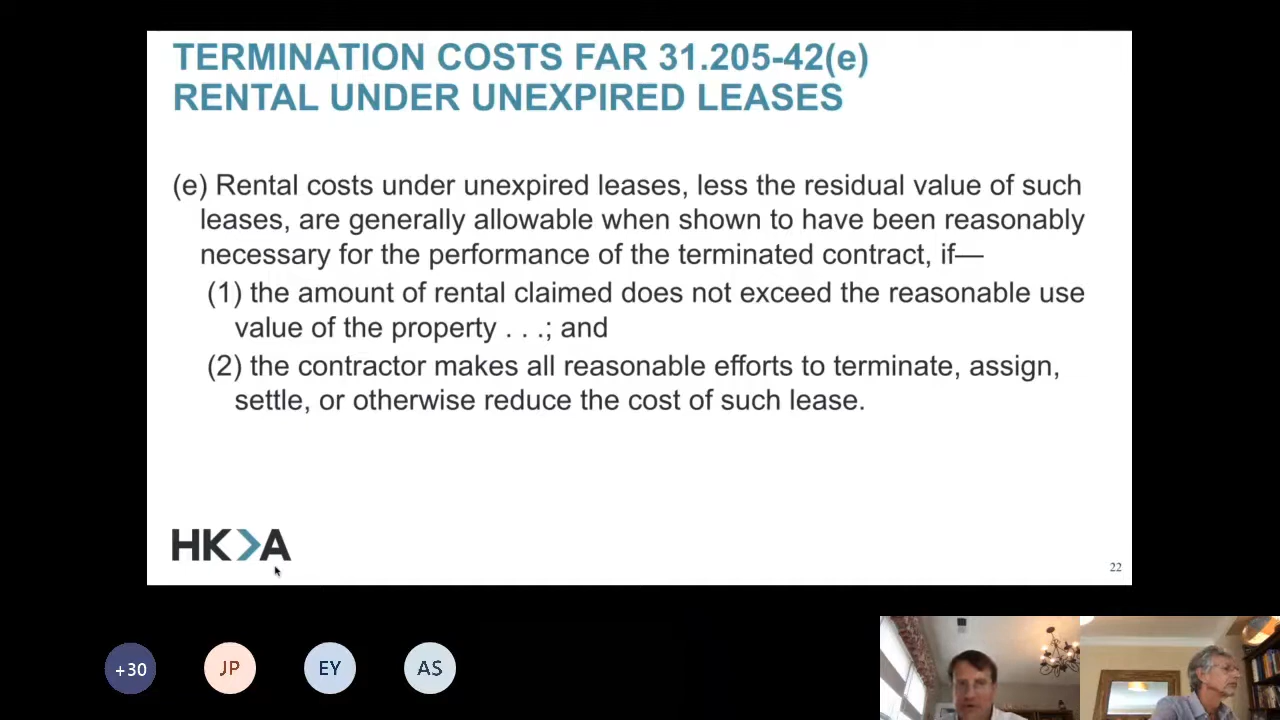 TERMINATION COSTS FAR 31.205-42(e)
RENTAL UNDER UNEXPIRED LEASES
(e) Rental costs under unexpired leases, less the residual value of such
leases, are generally allowable when shown to have been reasonably
necessary for the performance of the terminated contract, if—
(1) the amount of rental claimed does not exceed the reasonable use
value of the property . . .; and
(2) the contractor makes all reasonable efforts to terminate, assign,
settle, or otherwise reduce the cost of such lease.
HKA
22
+30 JP EY AS